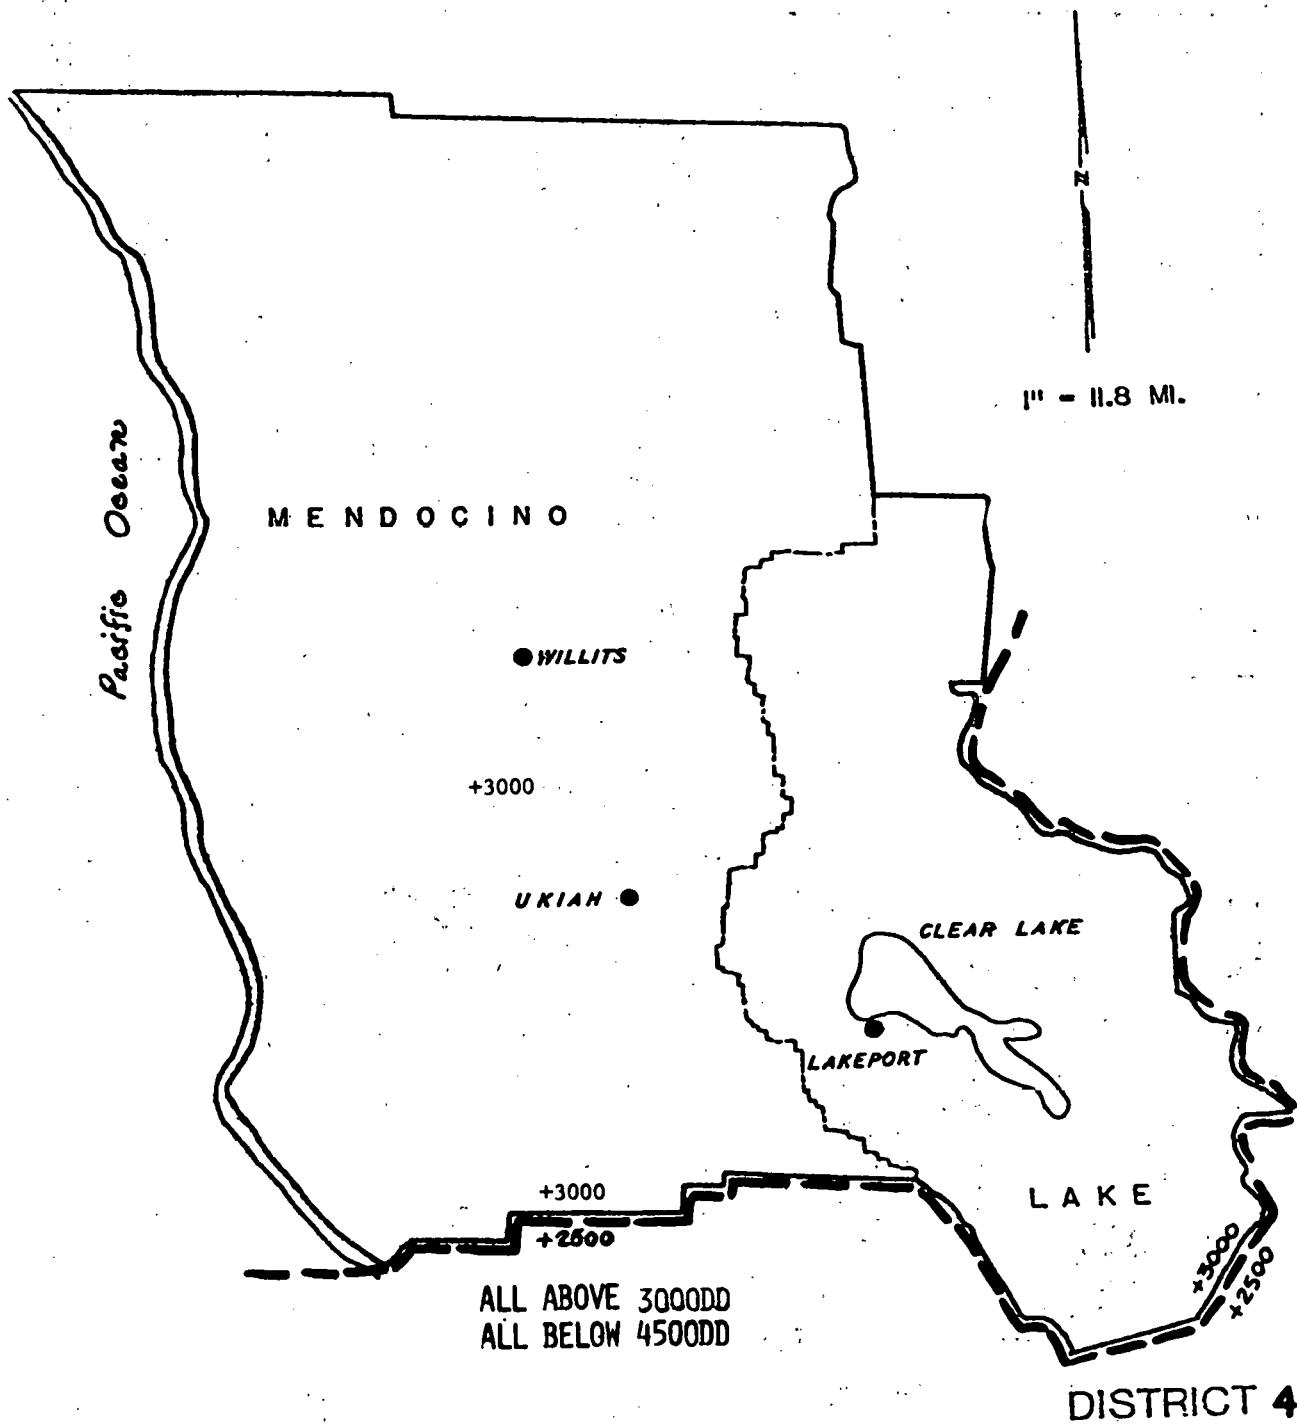 N
1" = 11.8 MI.
Pacific Ocean
MENDOCINO
WILLITS
+3000
UKIAH
CLEAR LAKE
LAKEPORT
LAKE
+3000
+2500
+3000
+2500
ALL ABOVE 3000DD
ALL BELOW 4500DD
DISTRICT 4